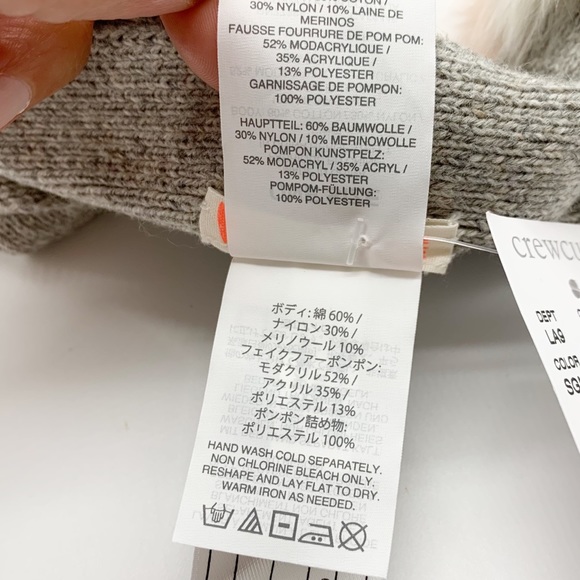 30% NYLON / 10% LAINE DE
MERINOS
FAUSSE FOURRURE DE POM POM:
52% MODACRYLIQUE /
35% ACRYLIQUE /
13% POLYESTER
GARNISSAGE DE POMPON:
100% POLYESTER
HAUPTTEIL: 60% BAUMWOLLE /
30% NYLON / 10% MERINOWOLLE
POMPON KUNSTPELZ:
52% MODACRYL / 35% ACRYL /
13% POLYESTER
POMPOM-FÜLLUNG:
100% POLYESTER
ボディ: 綿 60% /
ナイロン 30% /
メリノウール 10%
フェイクファーポンポン:
モダクリル 52% /
アクリル 35% /
ポリエステル 13%
ポンポン詰め物:
ポリエステル 100%
HAND WASH COLD SEPARATELY.
NON CHLORINE BLEACH ONLY.
RESHAPE AND LAY FLAT TO DRY.
WARM IRON AS NEEDED.
crewcu
DEPT
LA9
COLOR